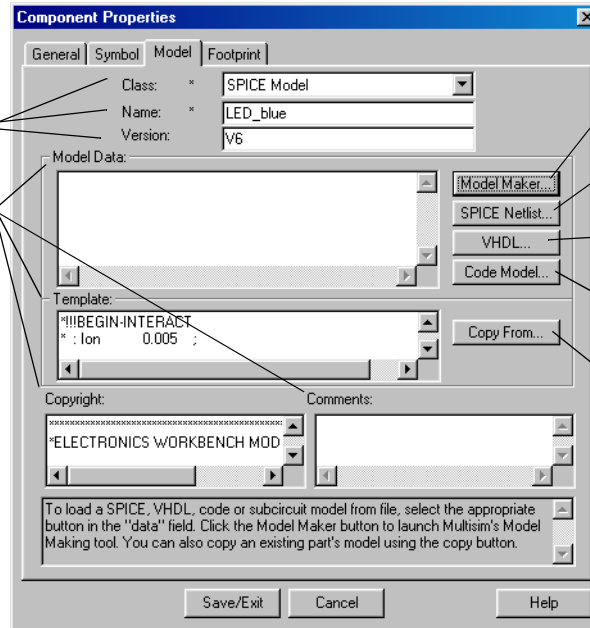 Component Properties
General Symbol Model Footprint
Class: * SPICE Model
Name: * LED_blue
Version: V6
Model Data:
Model Maker...
SPICE Netlist...
VHDL...
Code Model...
Template:
*!!!BEGIN-INTERACT
* : Ion 0.005 ;
Copy From...
Copyright: Comments:
*ELECTRONICS WORKBENCH MOD
To load a SPICE, VHDL, code or subcircuit model from file, select the appropriate
button in the "data" field. Click the Model Maker button to launch Multisim's Model
Making tool. You can also copy an existing part's model using the copy button.
Save/Exit Cancel Help